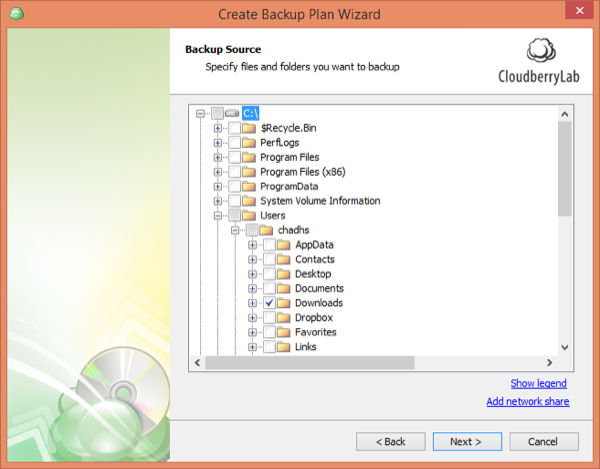 Create Backup Plan Wizard
Backup Source
Specify files and folders you want to backup
CloudberryLab
C:\
$Recycle.Bin
PerfLogs
Program Files
Program Files (x86)
ProgramData
System Volume Information
Users
chadhs
AppData
Contacts
Desktop
Documents
Downloads
Dropbox
Favorites
Links
Show legend
Add network share
< Back Next > Cancel